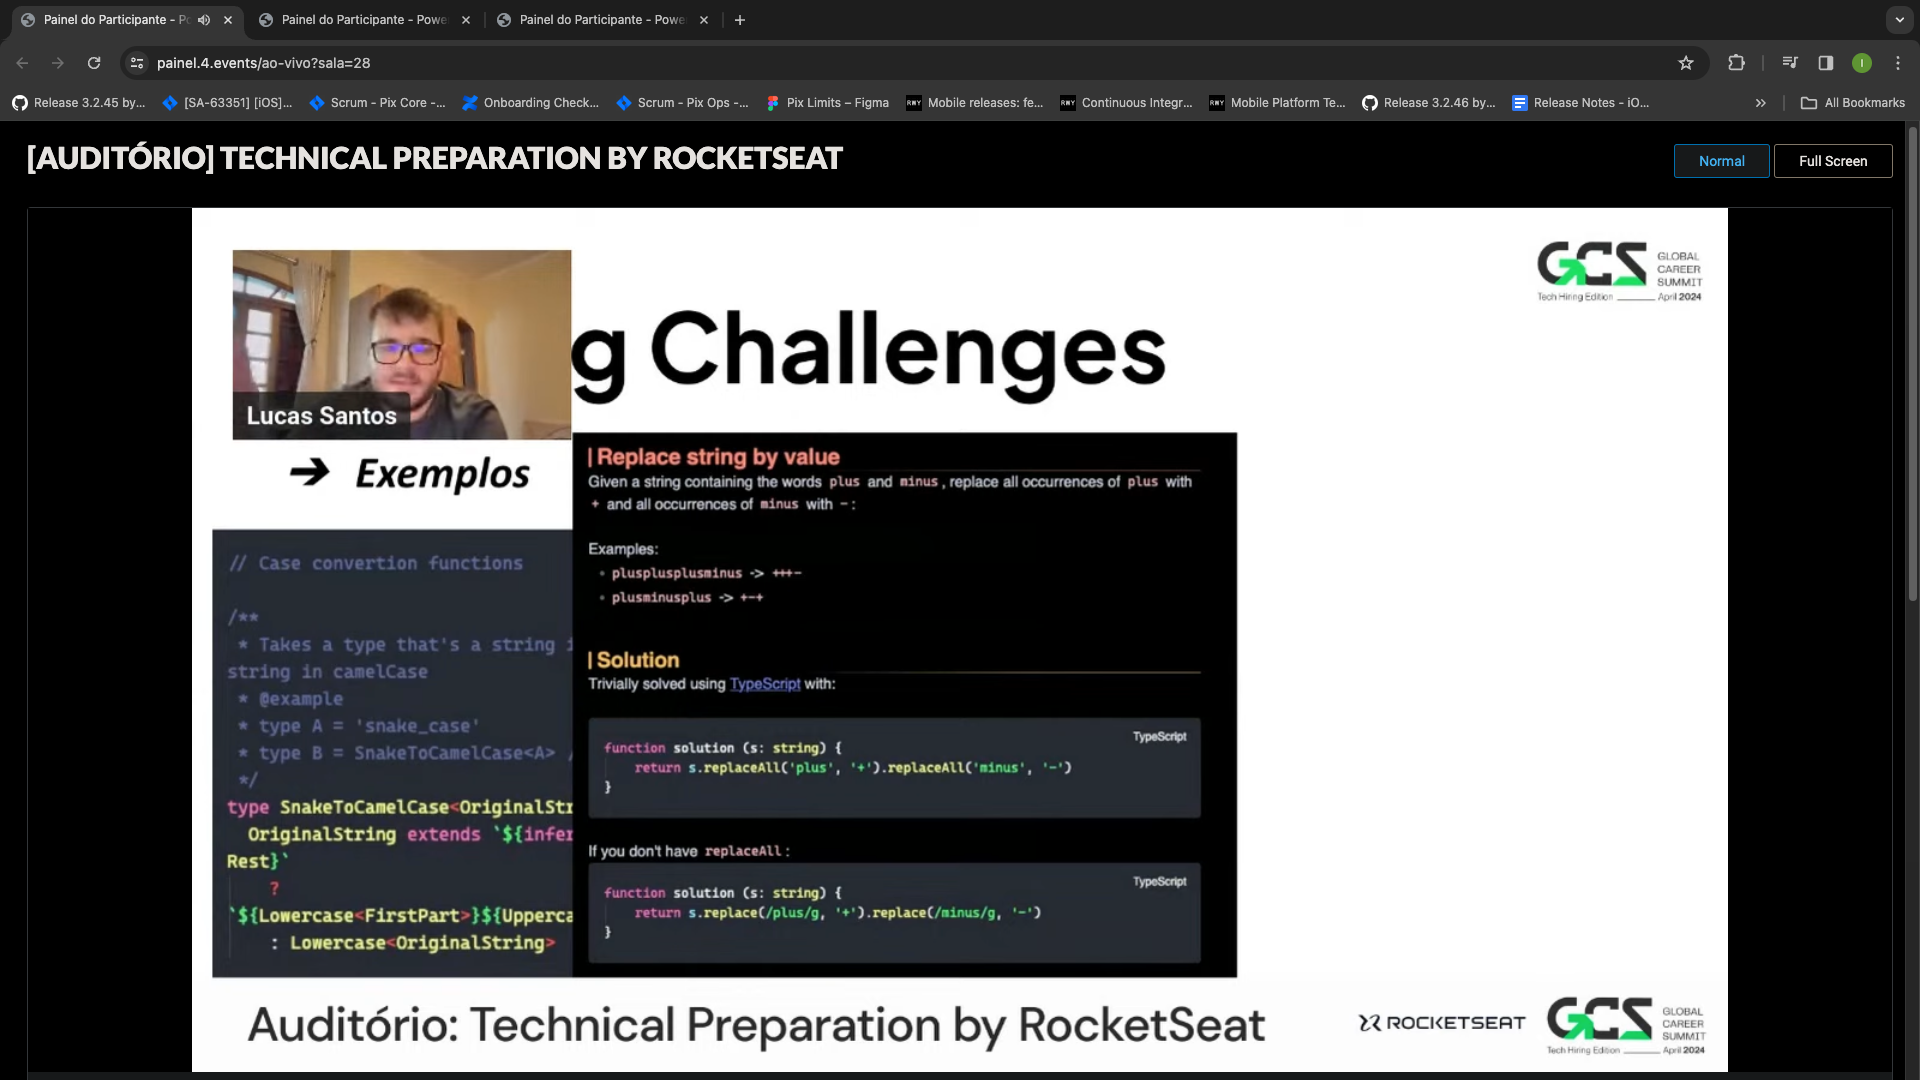 Painel do Participante - Po
Painel do Participante - Powe
Painel do Participante - Powe
painel.4.events/ao-vivo?sala=28
Release 3.2.45 by...
[SA-63351] [iOS]...
Scrum - Pix Core -...
Onboarding Check...
Scrum - Pix Ops -...
Pix Limits – Figma
RWY
Mobile releases: fe...
RWY
Continuous Integr...
RWY
Mobile Platform Te...
Release 3.2.46 by...
Release Notes - iO...
All Bookmarks
[AUDITÓRIO] TECHNICAL PREPARATION BY ROCKETSEAT
Normal
Full Screen
GCS GLOBAL
CAREER
SUMMIT
Tech Hiring Edition April 2024
g Challenges
Lucas Santos
➔ Exemplos
// Case convertion functions
/**
* Takes a type that's a string i
string in camelCase
* @example
* type A = 'snake_case'
* type B = SnakeToCamelCase<A> /
*/
type SnakeToCamelCase<OriginalStr
OriginalString extends `${infer
Rest}`
?
`${Lowercase<FirstPart>}${Upperca
: Lowercase<OriginalString>
Replace string by value
Given a string containing the words plus and minus, replace all occurrences of plus with
+ and all occurrences of minus with -:
Examples:
• plusplusplusminus -> +++-
• plusminusplus -> +-+
Solution
Trivially solved using TypeScript with:
TypeScript
function solution (s: string) {
return s.replaceAll('plus', '+').replaceAll('minus', '-')
}
If you don't have replaceAll:
TypeScript
function solution (s: string) {
return s.replace(/plus/g, '+').replace(/minus/g, '-')
}
Auditório: Technical Preparation by RocketSeat
ROCKETSEAT
GCS GLOBAL
CAREER
SUMMIT
Tech Hiring Edition April 2024